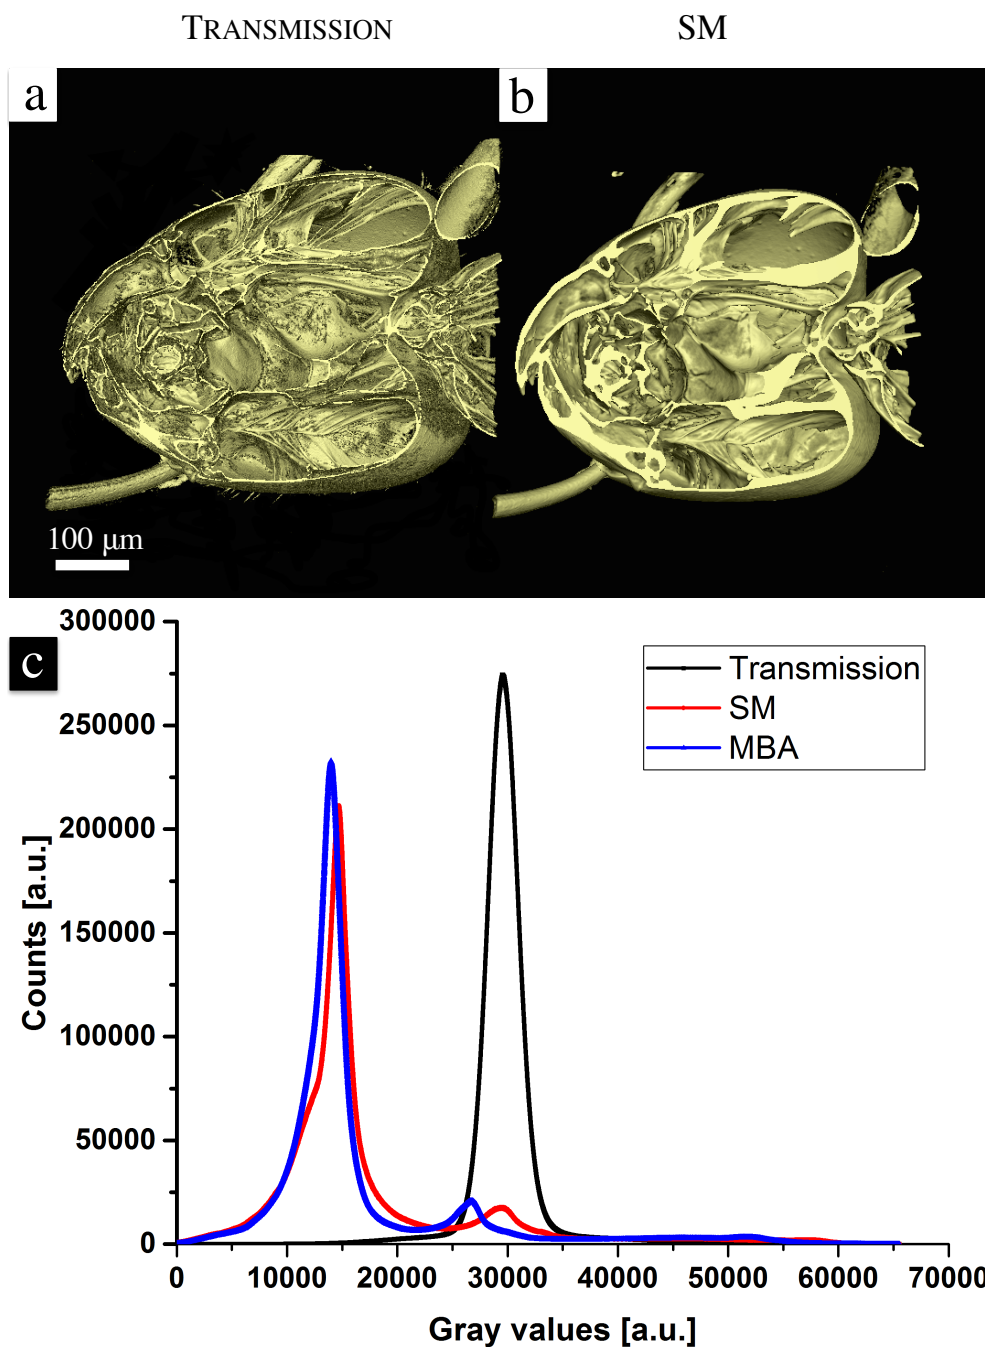 TRANSMISSION SM
a b
100 μm
c
300000
250000
200000
150000
100000
50000
0
Counts [a.u.]
Transmission
SM
MBA
0 10000 20000 30000 40000 50000 60000 70000
Gray values [a.u.]